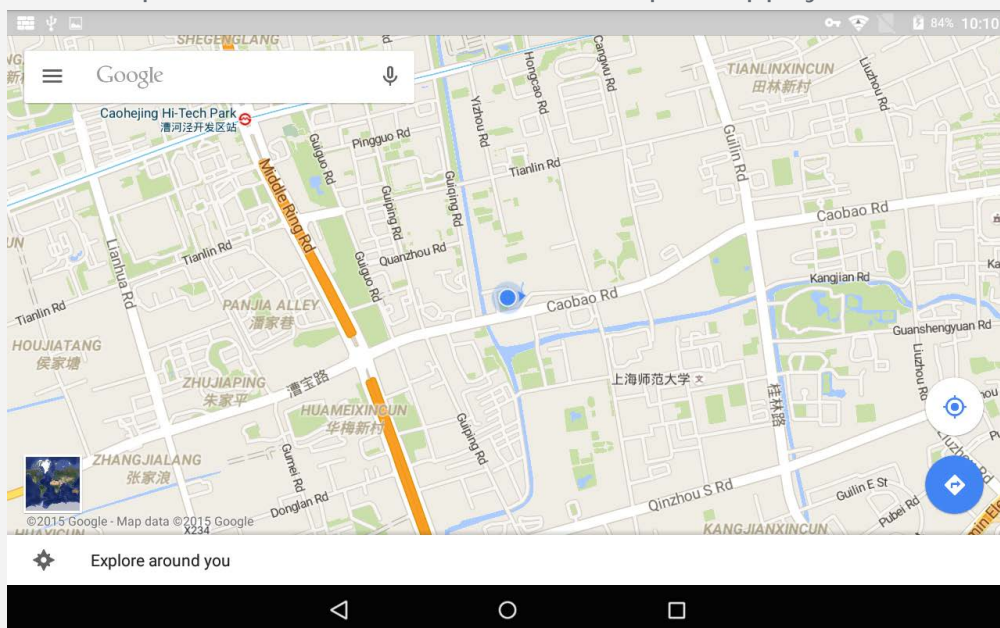 84% 10:10
SHEGENGLANG
Google
Caohejing Hi-Tech Park
漕河泾开发区站
Pingguo Rd
Guiguo Rd
Middle Ring Rd
Guiping Rd
Guiqing Rd
Yizhou Rd
Hongcao Rd
Cangwu Rd
Tianlin Rd
TIANLINXINCUN
田林新村
Liuzhou Rd
Guilin Rd
Caobao Rd
Lianhua Rd
Tianlin Rd
Quanzhou Rd
Guiguo Rd
Kangjian Rd
Tianlin Rd
PANJIA ALLEY
潘家巷
Caobao Rd
Guanshengyuan Rd
HOUJIATANG
侯家塘
Liuzhou Rd
ZHUJIAPING
朱家平
漕宝路
上海师范大学
桂林路
HUAMEIXINCUN
华梅新村
Guiping Rd
Liuzhou Rd
ZHANGJIALANG
张家浪
Gumei Rd
Donglan Rd
Qinzhou S Rd
Guilin E St
Pubei Rd
©2015 Google - Map data ©2015 Google
X234
KANGJIANXINCUN
Explore around you